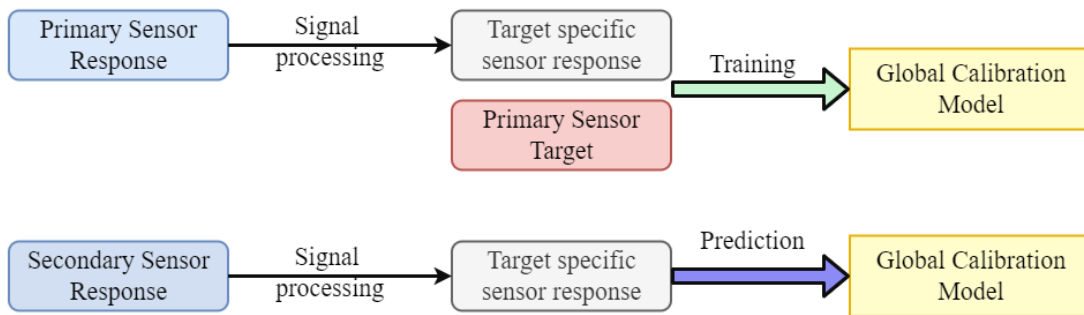 Primary Sensor
Response
Signal
processing
Target specific
sensor response
Primary Sensor
Target
Training
Global Calibration
Model
Secondary Sensor
Response
Signal
processing
Target specific
sensor response
Prediction
Global Calibration
Model